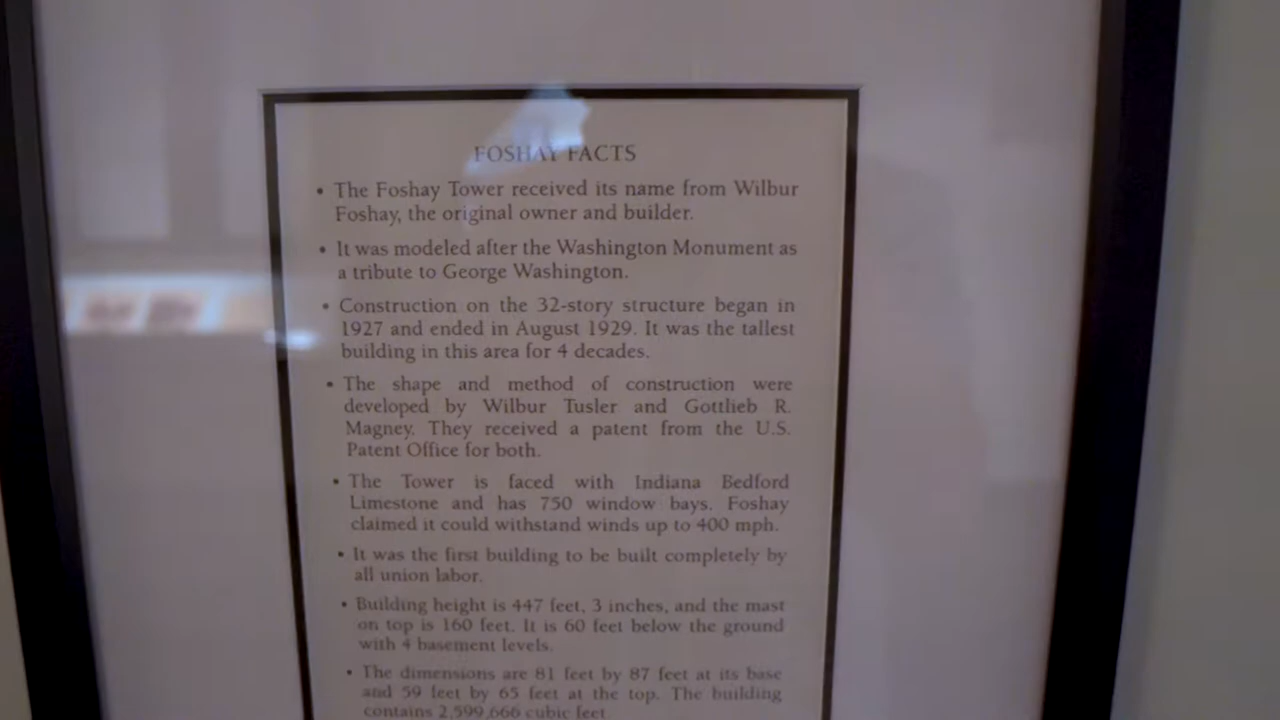 FOSHAY FACTS
• The Foshay Tower received its name from Wilbur
Foshay, the original owner and builder.
• It was modeled after the Washington Monument as
a tribute to George Washington.
• Construction on the 32-story structure began in
1927 and ended in August 1929. It was the tallest
building in this area for 4 decades.
• The shape and method of construction were
developed by Wilbur Tusler and Gottlieb R.
Magney. They received a patent from the U.S.
Patent Office for both.
• The Tower is faced with Indiana Bedford
Limestone and has 750 window bays. Foshay
claimed it could withstand winds up to 400 mph.
• It was the first building to be built completely by
all union labor.
• Building height is 447 feet, 3 inches, and the mast
on top is 160 feet. It is 60 feet below the ground
with 4 basement levels.
• The dimensions are 81 feet by 87 feet at its base
and 59 feet by 65 feet at the top. The building
contains 2,599,666 cubic feet.